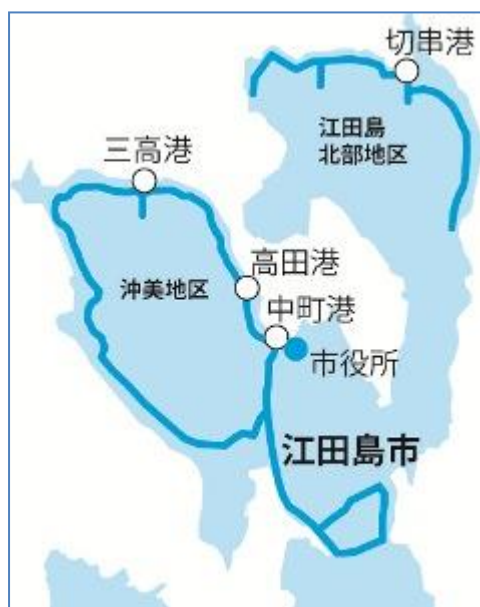 切串港
江田島
北部地区
三高港
沖美地区
高田港
中町港
市役所
江田島市